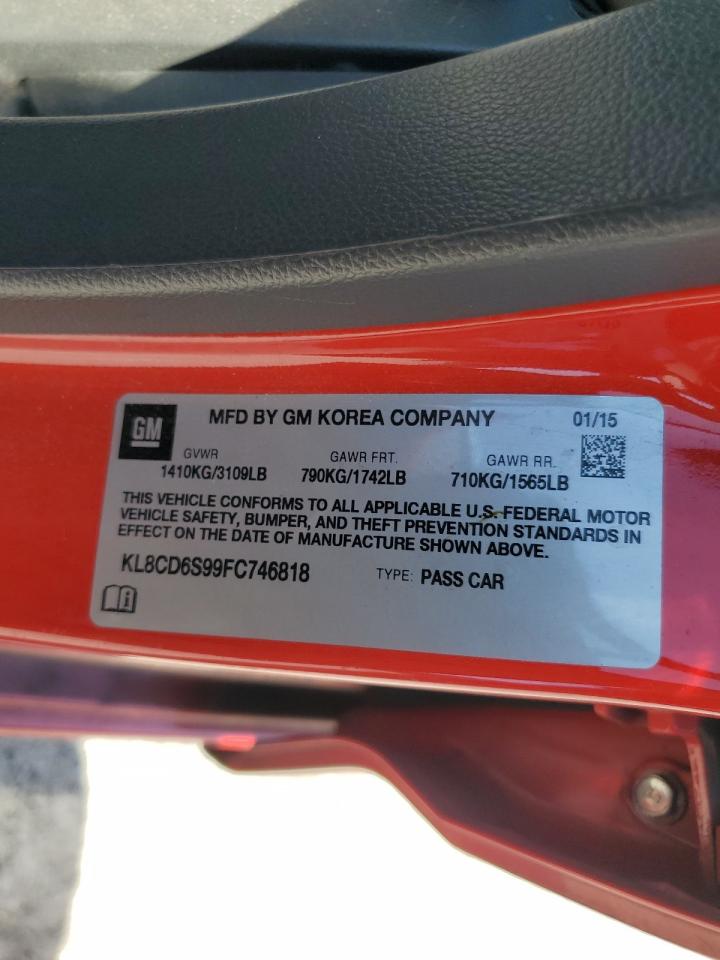 GM MFD BY GM KOREA COMPANY 01/15
GVWR GAWR FRT. GAWR RR.
1410KG/3109LB 790KG/1742LB 710KG/1565LB
THIS VEHICLE CONFORMS TO ALL APPLICABLE U.S. FEDERAL MOTOR
VEHICLE SAFETY, BUMPER, AND THEFT PREVENTION STANDARDS IN
EFFECT ON THE DATE OF MANUFACTURE SHOWN ABOVE.
KL8CD6S99FC746818 TYPE: PASS CAR